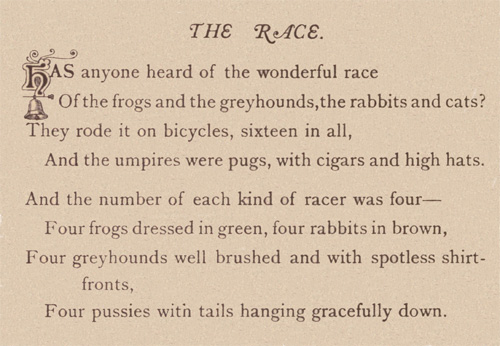 THE RACE.
HAS anyone heard of the wonderful race
Of the frogs and the greyhounds, the rabbits and cats?
They rode it on bicycles, sixteen in all,
And the umpires were pugs, with cigars and high hats.
And the number of each kind of racer was four—
Four frogs dressed in green, four rabbits in brown,
Four greyhounds well brushed and with spotless shirt-
fronts,
Four pussies with tails hanging gracefully down.